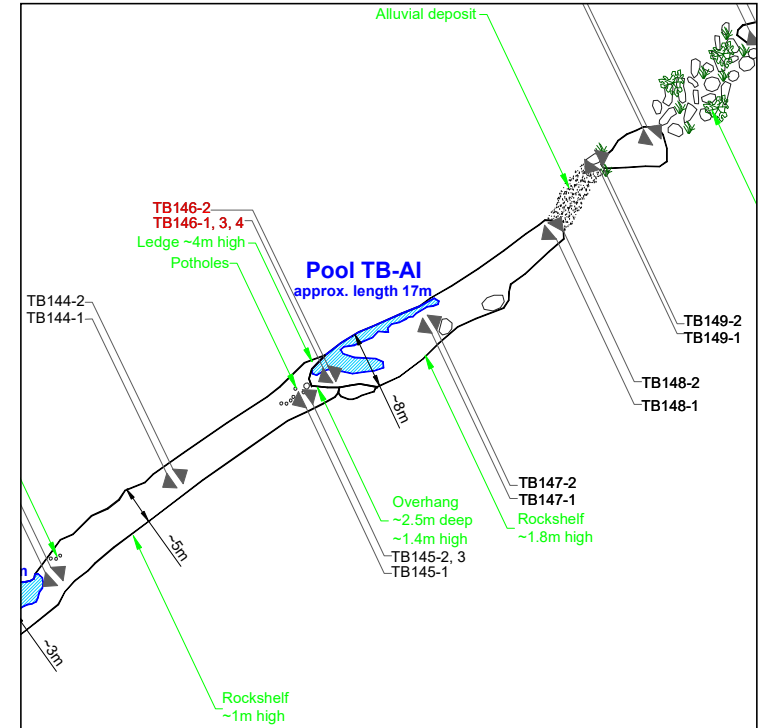 Alluvial deposit
TB146-2
TB146-1, 3, 4
Ledge ~4m high
Potholes
Pool TB-AI
approx. length 17m
TB144-2
TB144-1
TB149-2
TB149-1
TB148-2
TB148-1
~8m
TB147-2
TB147-1
Overhang
~2.5m deep
~1.4m high
Rockshelf
~1.8m high
TB145-2, 3
TB145-1
~5m
m
~3m
Rockshelf
~1m high